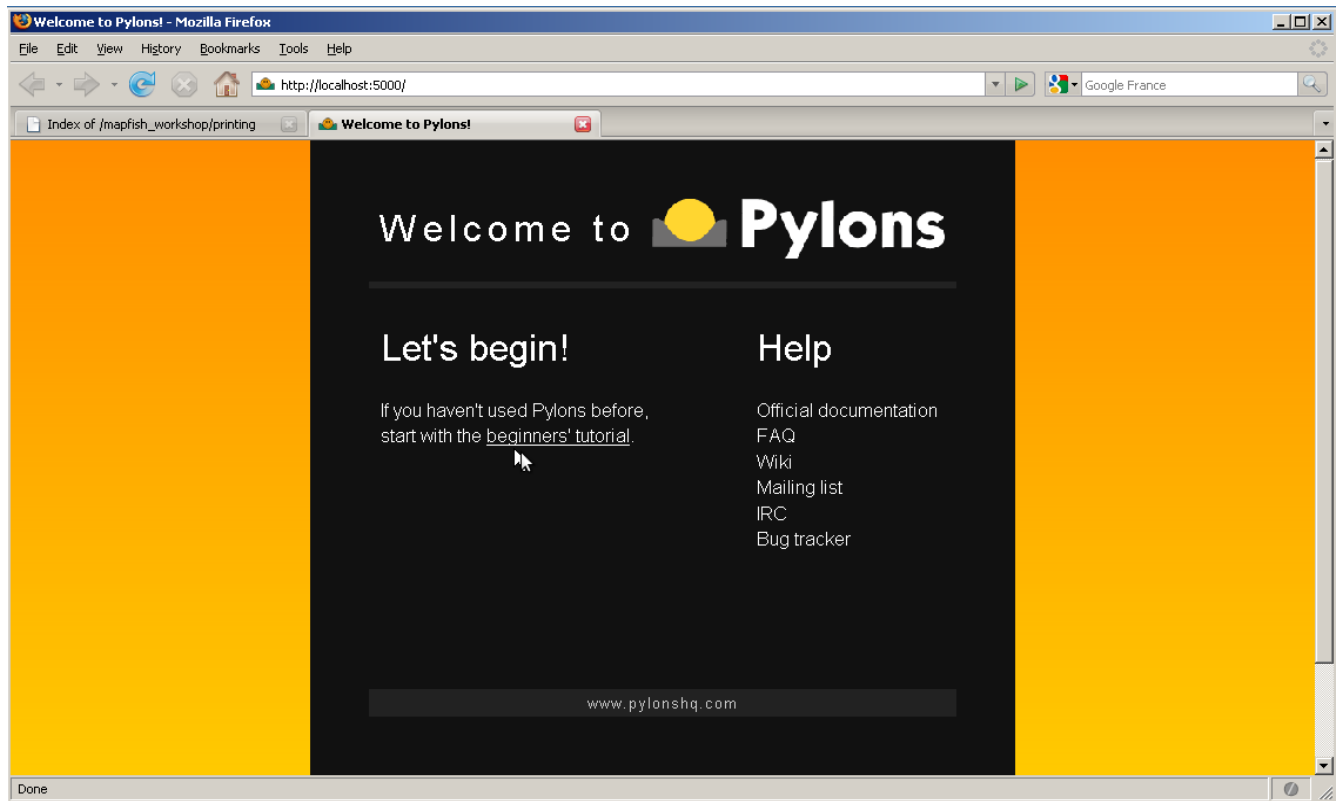 Welcome to Pylons! - Mozilla Firefox
File Edit View History Bookmarks Tools Help
http://localhost:5000/
Google France
Index of /mapfish_workshop/printing
Welcome to Pylons!
Welcome to Pylons
Let's begin!
If you haven't used Pylons before,
start with the beginners' tutorial.
Help
Official documentation
FAQ
Wiki
Mailing list
IRC
Bug tracker
www.pylonshq.com
Done